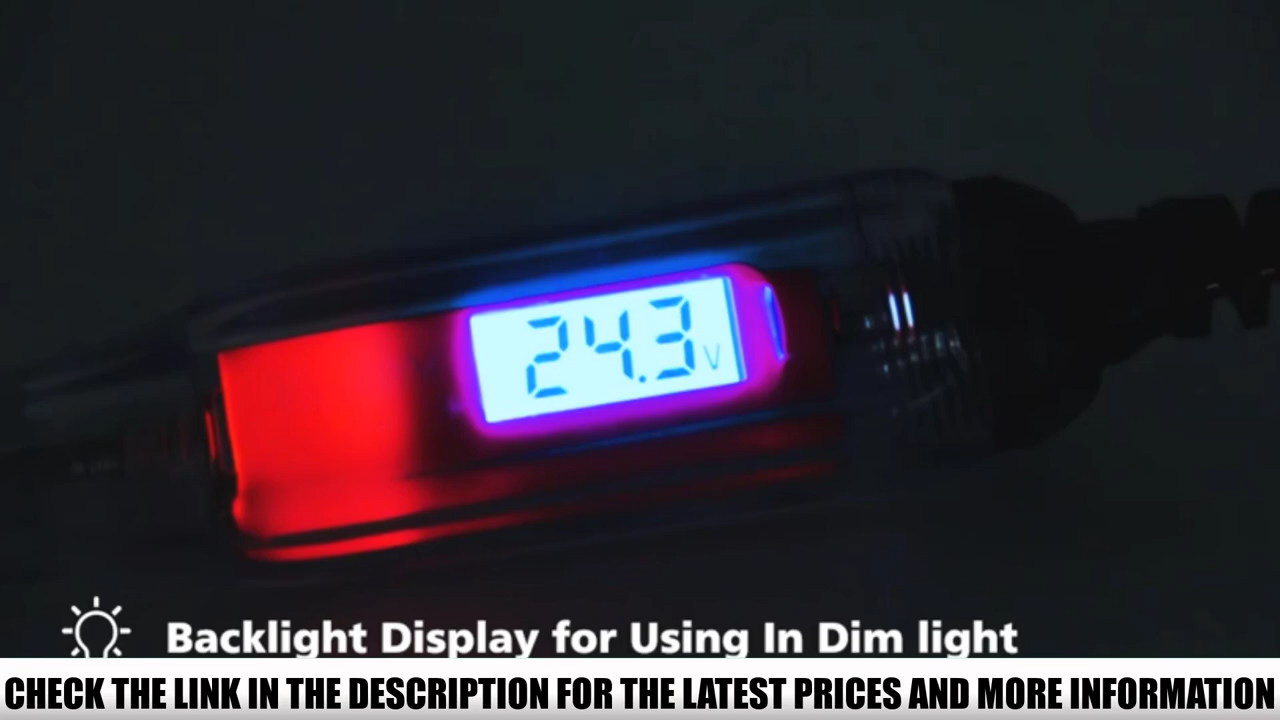 24.3 V
Backlight Display for Using In Dim light
CHECK THE LINK IN THE DESCRIPTION FOR THE LATEST PRICES AND MORE INFORMATION